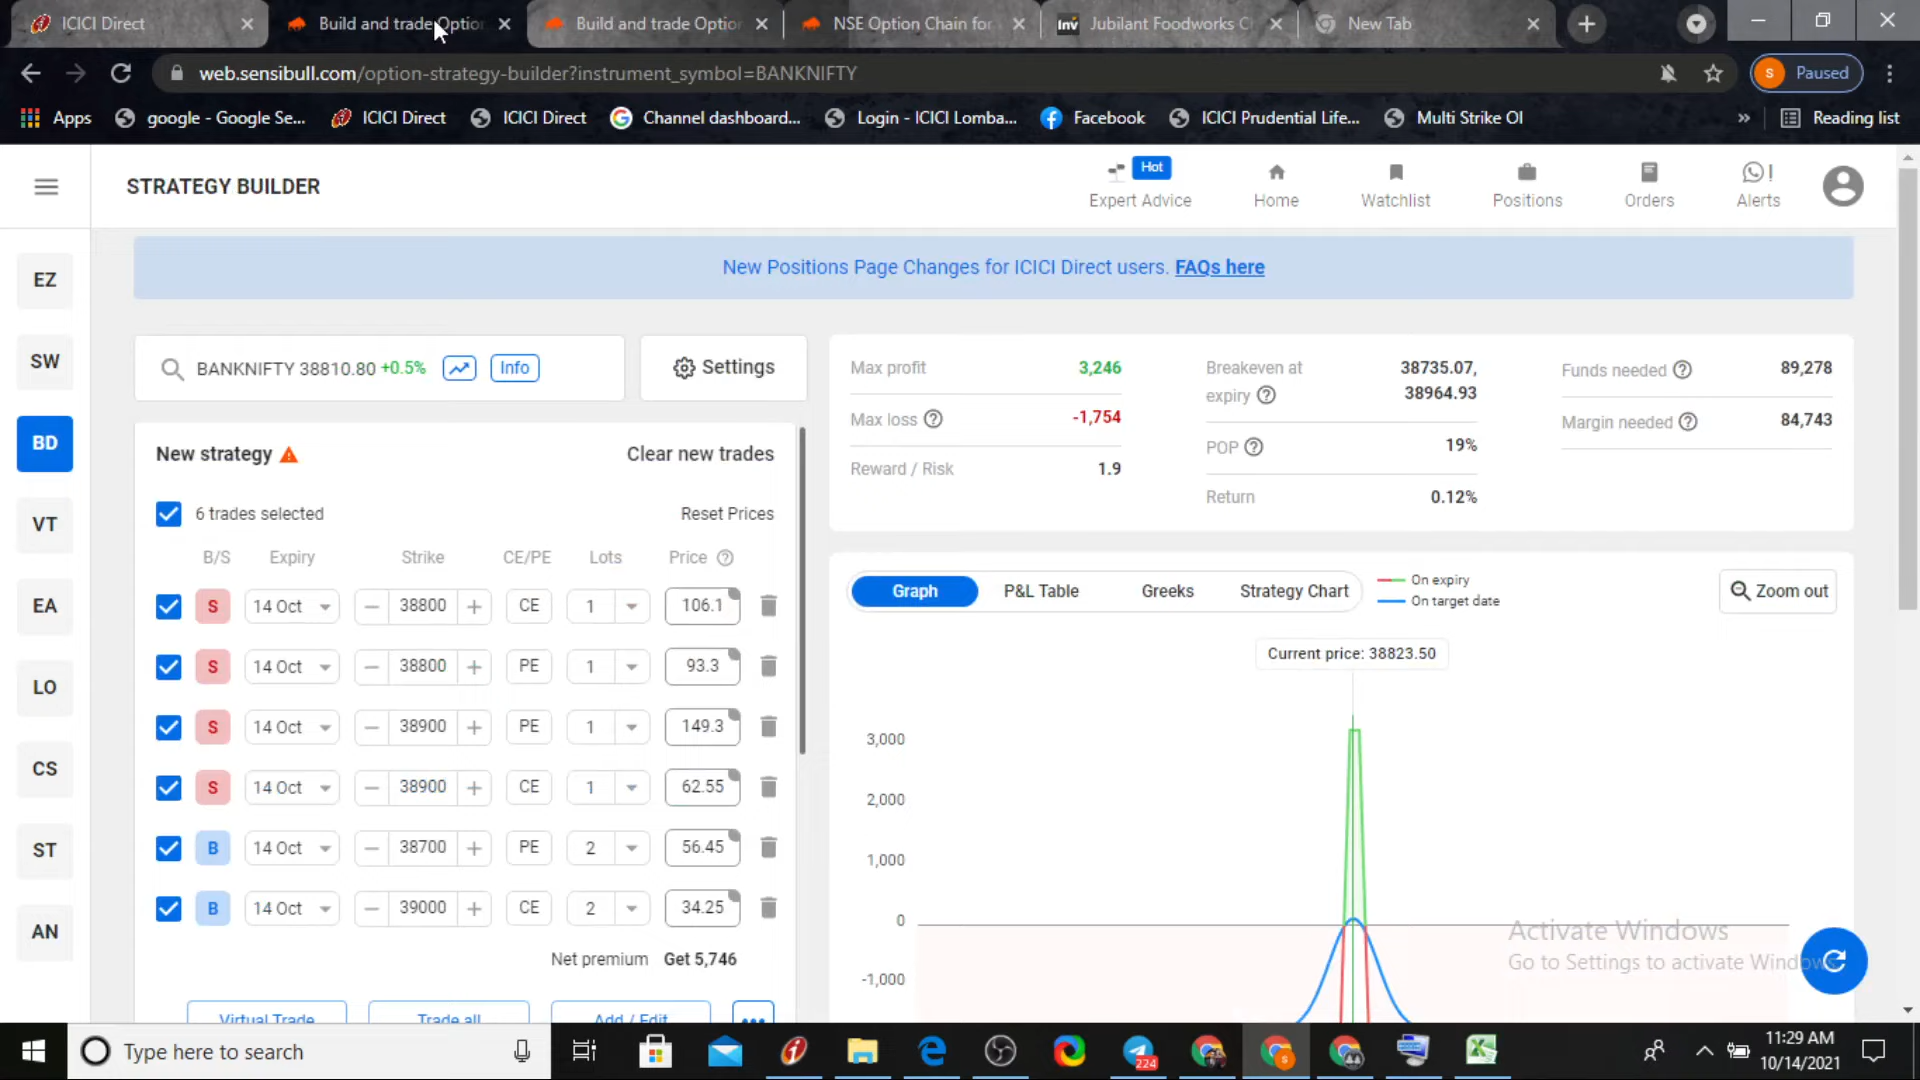 ICICI Direct
Build and trade Optio
Build and trade Optio
NSE Option Chain for
Inv Jubilant Foodworks C
New Tab
web.sensibull.com/option-strategy-builder?instrument_symbol=BANKNIFTY
S Paused
Apps
google - Google Se...
ICICI Direct
ICICI Direct
Channel dashboard...
Login - ICICI Lomba...
Facebook
ICICI Prudential Life...
Multi Strike OI
»
Reading list
STRATEGY BUILDER
Hot
Expert Advice
Home
Watchlist
Positions
Orders
Alerts
New Positions Page Changes for ICICI Direct users. FAQs here
EZ
SW
BD
VT
EA
LO
CS
ST
AN
BANKNIFTY 38810.80 +0.5% Info
Settings
New strategy
Clear new trades
6 trades selected
Reset Prices
B/S Expiry Strike CE/PE Lots Price ?
S 14 Oct — 38800 + CE 1 106.1
S 14 Oct — 38800 + PE 1 93.3
S 14 Oct — 38900 + PE 1 149.3
S 14 Oct — 38900 + CE 1 62.55
B 14 Oct — 38700 + PE 2 56.45
B 14 Oct — 39000 + CE 2 34.25
Net premium Get 5,746
Virtual Trade
Trade all
Add / Edit
...
Max profit 3,246
Max loss ? -1,754
Reward / Risk 1.9
Breakeven at expiry ? 38735.07, 38964.93
POP ? 19%
Return 0.12%
Funds needed ? 89,278
Margin needed ? 84,743
Graph
P&L Table
Greeks
Strategy Chart
On expiry
On target date
Zoom out
Current price: 38823.50
3,000
2,000
1,000
0
-1,000
Activate Windows
Go to Settings to activate Windows
Type here to search
224
S
11:29 AM
10/14/2021